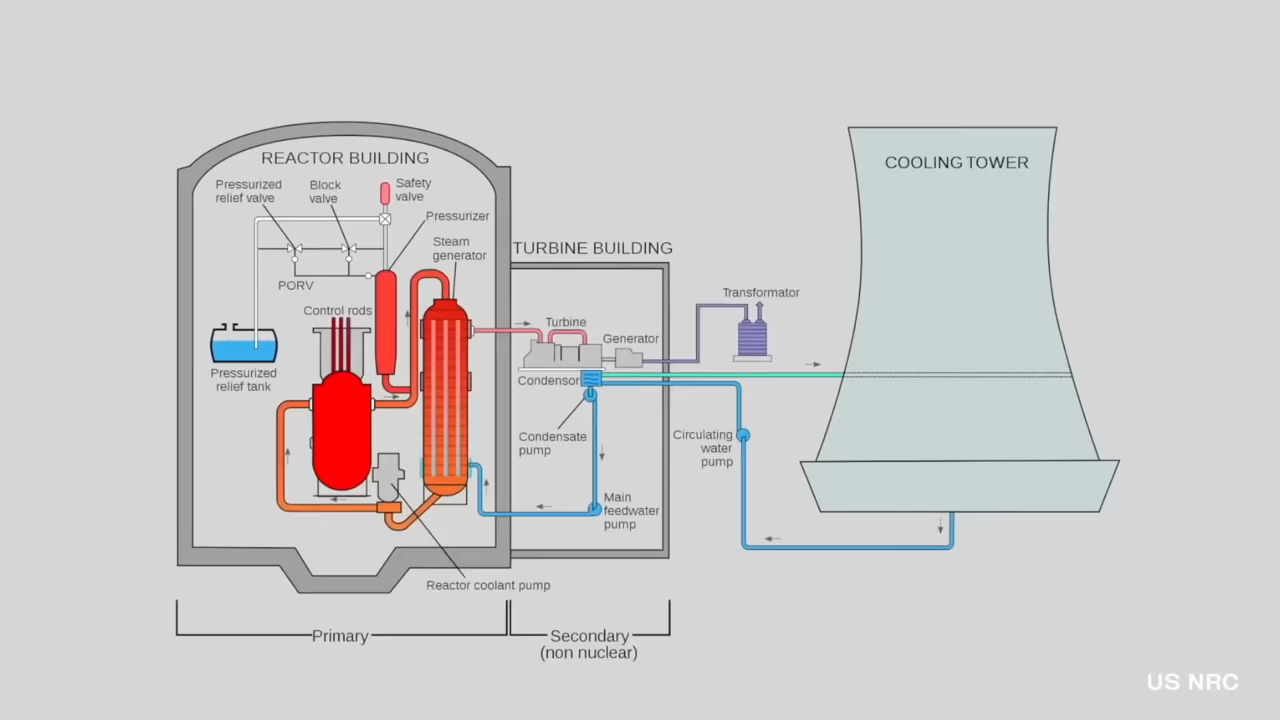 REACTOR BUILDING
Pressurized
relief valve
Block
valve
Safety
valve
Pressurizer
Steam
generator
PORV
Control rods
Pressurized
relief tank
Reactor coolant pump
TURBINE BUILDING
Turbine
Generator
Condensor
Condensate
pump
Main
feedwater
pump
Transformator
Circulating
water
pump
COOLING TOWER
Primary
Secondary
(non nuclear)
US NRC